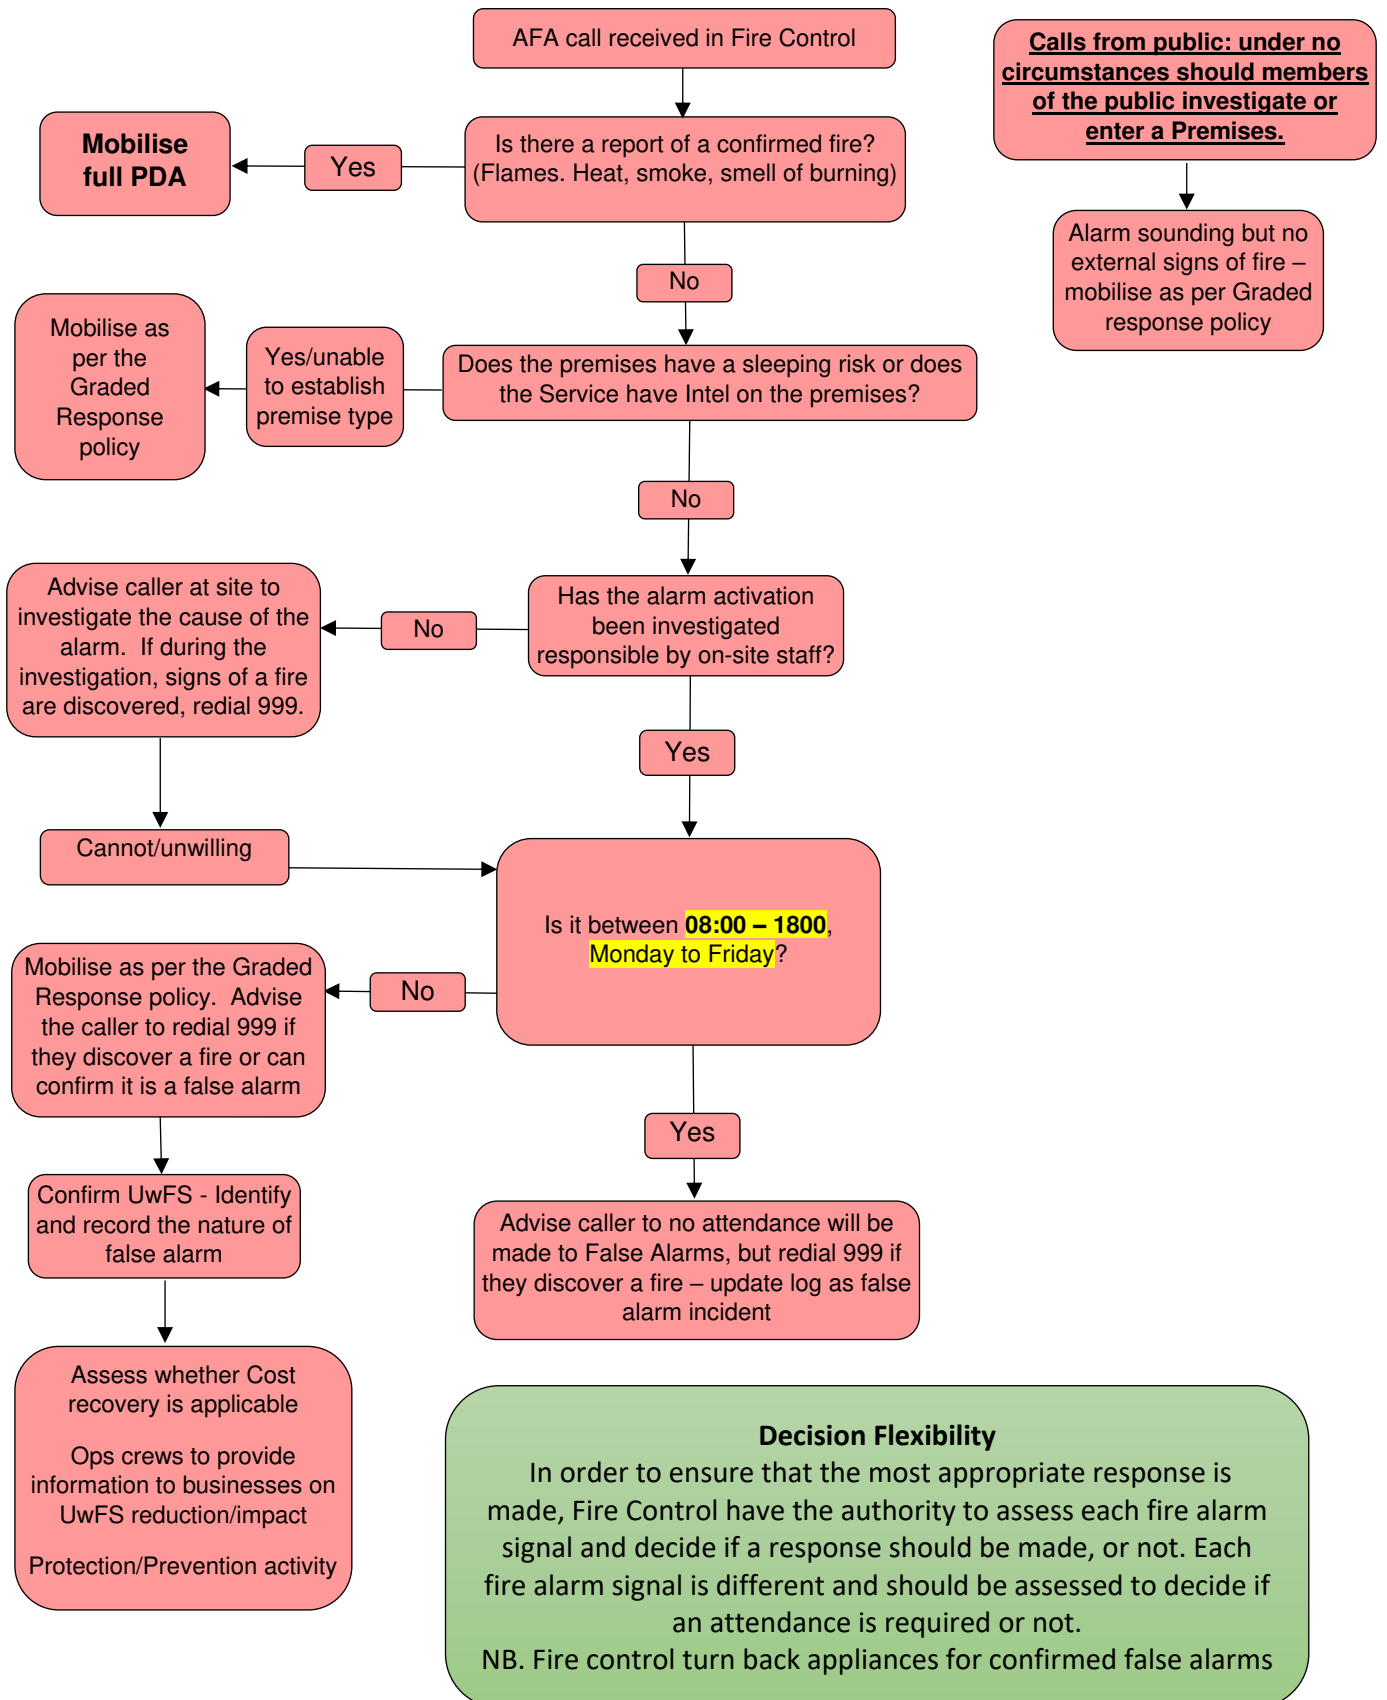 AFA call received in Fire Control
Calls from public: under no
circumstances should members
of the public investigate or
enter a Premises.
Mobilise
full PDA
Yes
Is there a report of a confirmed fire?
(Flames. Heat, smoke, smell of burning)
Alarm sounding but no
external signs of fire –
mobilise as per Graded
response policy
No
Mobilise as
per the
Graded
Response
policy
Yes/unable
to establish
premise type
Does the premises have a sleeping risk or does
the Service have Intel on the premises?
No
Advise caller at site to
investigate the cause of the
alarm. If during the
investigation, signs of a fire
are discovered, redial 999.
No
Has the alarm activation
been investigated
responsible by on-site staff?
Yes
Cannot/unwilling
Is it between 08:00 – 1800,
Monday to Friday?
Mobilise as per the Graded
Response policy. Advise
the caller to redial 999 if
they discover a fire or can
confirm it is a false alarm
No
Yes
Confirm UwFS - Identify
and record the nature of
false alarm
Advise caller to no attendance will be
made to False Alarms, but redial 999 if
they discover a fire – update log as false
alarm incident
Assess whether Cost
recovery is applicable
Ops crews to provide
information to businesses on
UwFS reduction/impact
Protection/Prevention activity
Decision Flexibility
In order to ensure that the most appropriate response is
made, Fire Control have the authority to assess each fire alarm
signal and decide if a response should be made, or not. Each
fire alarm signal is different and should be assessed to decide if
an attendance is required or not.
NB. Fire control turn back appliances for confirmed false alarms